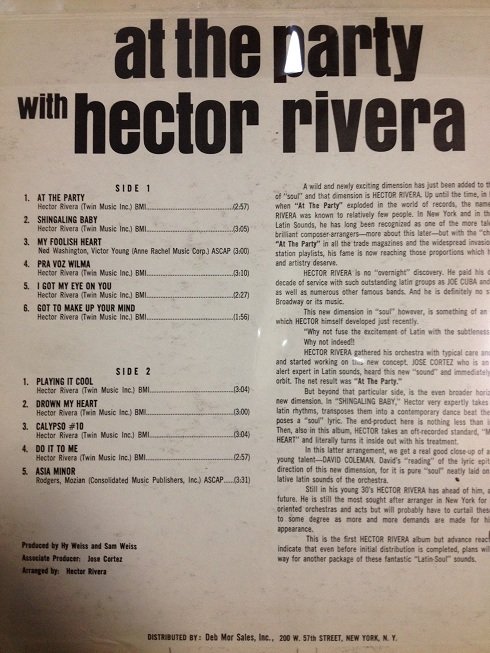 at the party
with hector rivera
SIDE 1
1. AT THE PARTY
Hector Rivera (Twin Music Inc.) BMI (2:57)
2. SHINGALING BABY
Hector Rivera (Twin Music Inc.) BMI (3:05)
3. MY FOOLISH HEART
Ned Washington, Victor Young (Anne Rachel Music Corp.) ASCAP (3:00)
4. PRA VOZ WILMA
Hector Rivera (Twin Music Inc.) BMI (3:10)
5. I GOT MY EYE ON YOU
Hector Rivera (Twin Music Inc.) BMI (2:27)
6. GOT TO MAKE UP YOUR MIND
Hector Rivera (Twin Music Inc.) BMI (1:56)
SIDE 2
1. PLAYING IT COOL
Hector Rivera (Twin Music Inc.) BMI (3:04)
2. DROWN MY HEART
Hector Rivera (Twin Music Inc.) BMI (3:00)
3. CALYPSO #10
Hector Rivera (Twin Music Inc.) BMI (3:04)
4. DO IT TO ME
Hector Rivera (Twin Music Inc.) BMI (2:57)
5. ASIA MINOR
Rodgers, Mozian (Consolidated Music Publishers, Inc.) ASCAP (3:31)
Produced by Hy Weiss and Sam Weiss
Associate Producer: Jose Cortez
Arranged by: Hector Rivera
A wild and newly exciting dimension has just been added to th
of "soul" and that dimension is HECTOR RIVERA. Up until the time, in
when "At The Party" exploded in the world of records, the name
RIVERA was known to relatively few people. In New York and in th
Latin Sounds, he has long been recognized as one of the more tale
brilliant composer-arrangers—more about this later—but with the "ch
"At The Party" in all the trade magazines and the widespread invasion
station playlists, his fame is now reaching those proportions which h
and artistry deserve.
HECTOR RIVERA is no "overnight" discovery. He paid his d
decade of service with such outstanding latin groups as JOE CUBA and
as well as numerous other famous bands. And he is definitely no s
Broadway or its music.
This new dimension in "soul" however, is something of an
which HECTOR himself developed just recently.
"Why not fuse the excitement of Latin with the subtleness
Why not indeed!!
HECTOR RIVERA gathered his orchestra with typical care and
and started working on this new concept. JOSE CORTEZ who is an
alert expert in Latin sounds, heard this new "sound" and immediately
orbit. The net result was "At The Party."
But beyond that particular side, is the even broader horiz
new dimension. In "SHINGALING BABY," Hector very expertly takes
latin rhythms, transposes them into a contemporary dance beat the
poses a "soul" lyric. The end-product here is nothing less than
Then, also in this album, HECTOR takes an oft-recorded standard, "M
HEART" and literally turns it inside out with his treatment.
In this latter arrangement, we get a real good close-up of a
young talent—DAVID COLEMAN. David's "reading" of the lyric epit
direction of this new dimension, for it is pure "soul" neatly laid on
lative latin sounds of the orchestra.
Still in his young 30's HECTOR RIVERA has ahead of him, a
future. He is still the most sought after arranger in New York for
oriented orchestras and acts but will probably have to curtail these
to some degree as more and more demands are made for hi
appearance.
This is the first HECTOR RIVERA album but advance reach
indicate that even before initial distribution is completed, plans will
way for another package of these fantastic "Latin-Soul" sounds.
DISTRIBUTED BY: Deb Mor Sales, Inc., 200 W. 57th STREET, NEW YORK, N. Y.